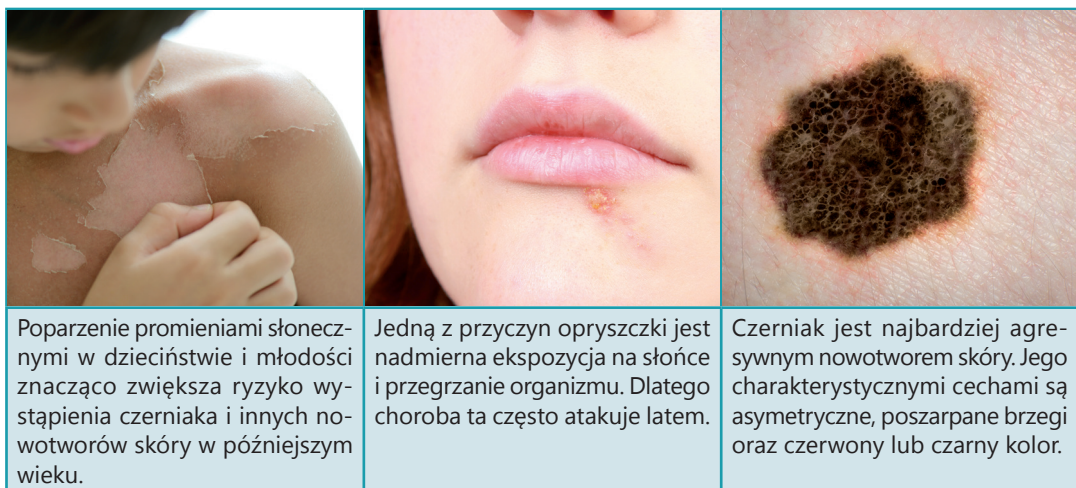 Poparzenie promieniami słonecz-
nymi w dzieciństwie i młodości
znacząco zwiększa ryzyko wy-
stąpienia czerniaka i innych no-
wotworów skóry w późniejszym
wieku.
Jedną z przyczyn opryszczki jest
nadmierna ekspozycja na słońce
i przegrzanie organizmu. Dlatego
choroba ta często atakuje latem.
Czerniak jest najbardziej agre-
sywnym nowotworem skóry. Jego
charakterystycznymi cechami są
asymetryczne, poszarpane brzegi
oraz czerwony lub czarny kolor.